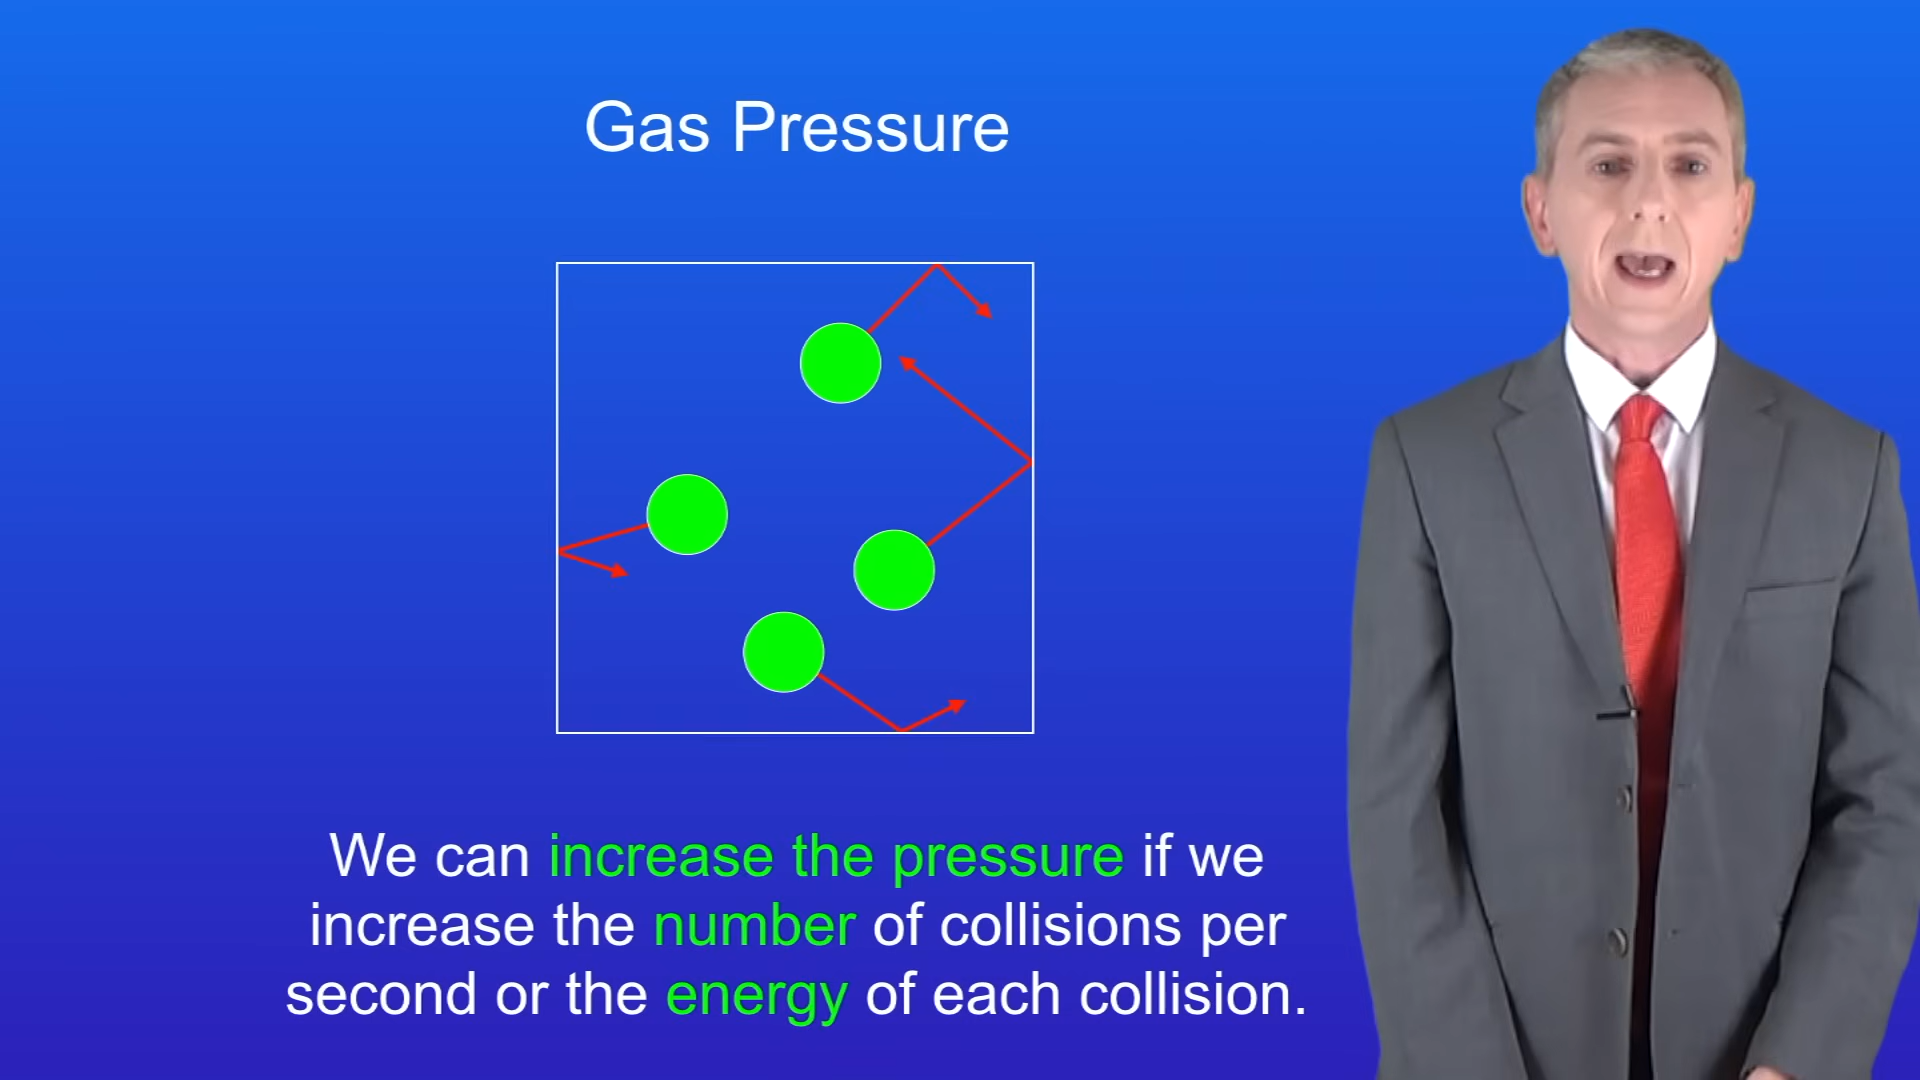 Gas Pressure
We can increase the pressure if we
increase the number of collisions per
second or the energy of each collision.